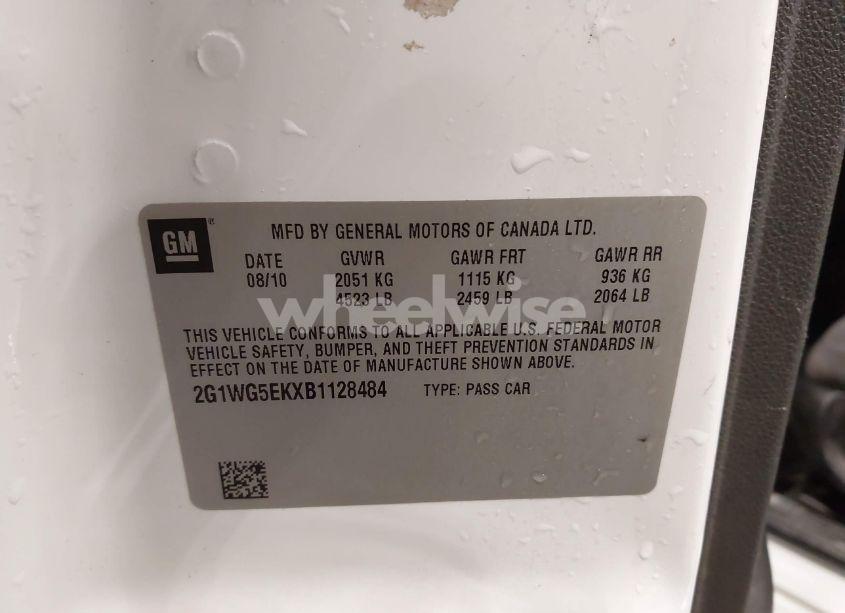 GM
MFD BY GENERAL MOTORS OF CANADA LTD.
DATE GVWR GAWR FRT GAWR RR
08/10 2051 KG 1115 KG 936 KG
4523 LB 2459 LB 2064 LB
wheelwise
THIS VEHICLE CONFORMS TO ALL APPLICABLE U.S. FEDERAL MOTOR
VEHICLE SAFETY, BUMPER, AND THEFT PREVENTION STANDARDS IN
EFFECT ON THE DATE OF MANUFACTURE SHOWN ABOVE.
2G1WG5EKXB1128484 TYPE: PASS CAR